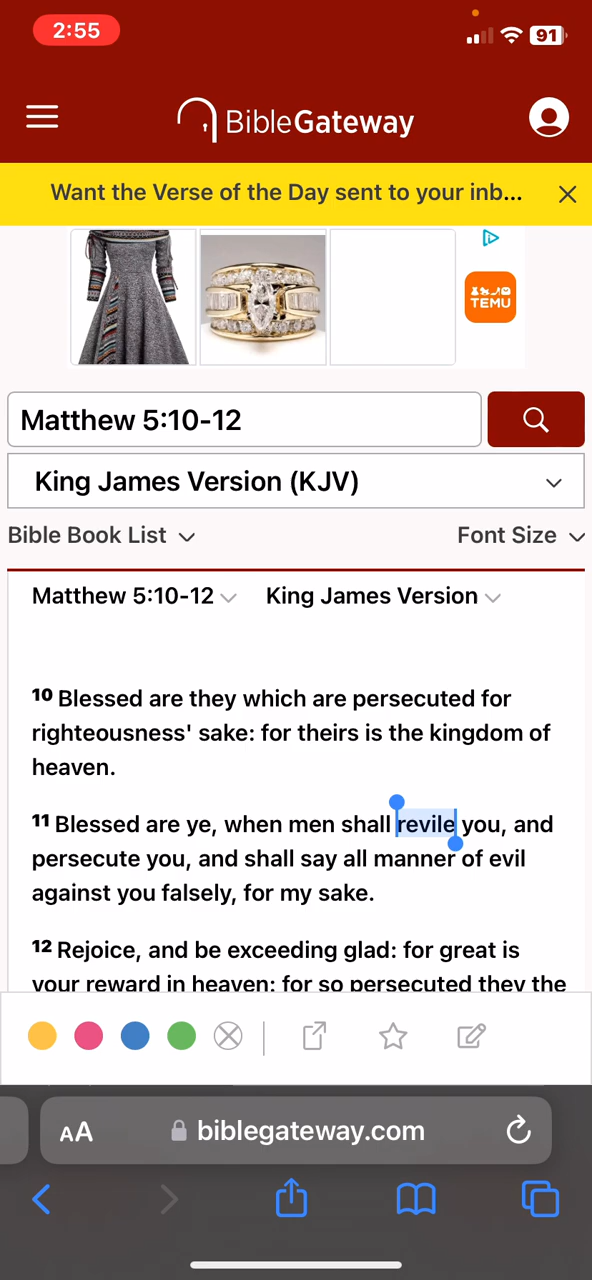 2:55
91
BibleGateway
Want the Verse of the Day sent to your inb...
TEMU
Matthew 5:10-12
King James Version (KJV)
Bible Book List
Font Size
Matthew 5:10-12 King James Version
10 Blessed are they which are persecuted for
righteousness' sake: for theirs is the kingdom of
heaven.
11 Blessed are ye, when men shall revile you, and
persecute you, and shall say all manner of evil
against you falsely, for my sake.
12 Rejoice, and be exceeding glad: for great is
your reward in heaven: for so persecuted they the
AA biblegateway.com